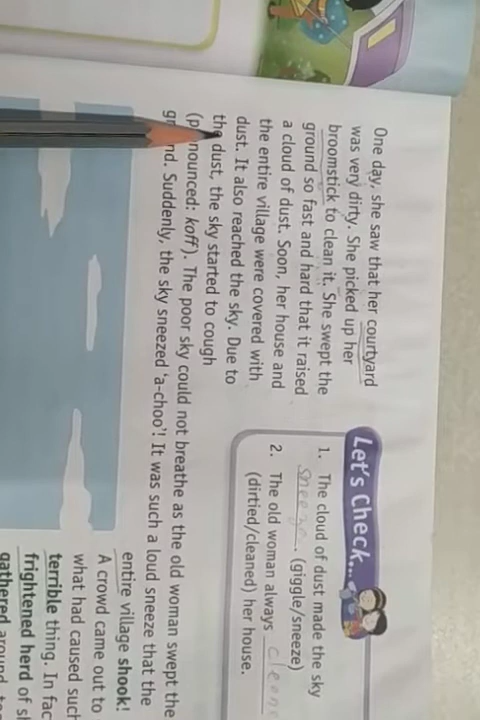 One day, she saw that her courtyard
was very dirty. She picked up her
broomstick to clean it. She swept the
ground so fast and hard that it raised
a cloud of dust. Soon, her house and
the entire village were covered with
dust. It also reached the sky. Due to
the dust, the sky started to cough
(pronounced: koff). The poor sky could not breathe as the old woman swept the
ground. Suddenly, the sky sneezed 'a-choo'! It was such a loud sneeze that the
entire village shook!
A crowd came out to
what had caused such
terrible thing. In fac
frightened herd of
gathered around
Let's check...
1. The cloud of dust made the sky
sneeze. (giggle/sneeze)
2. The old woman always cleane
(dirtied/cleaned) her house.